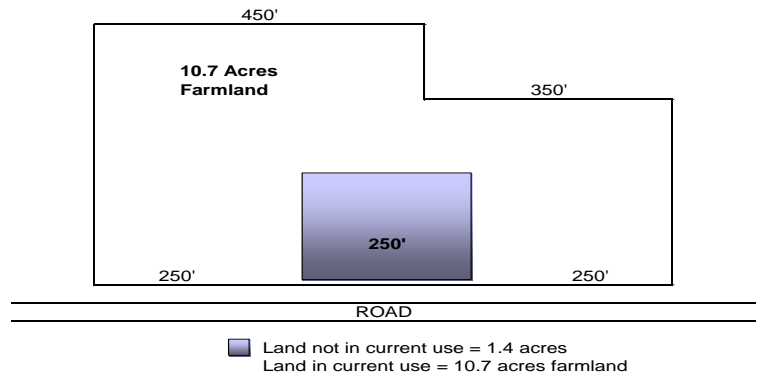 450'
10.7 Acres
Farmland
350'
250'
250'
250'
ROAD
Land not in current use = 1.4 acres
Land in current use = 10.7 acres farmland